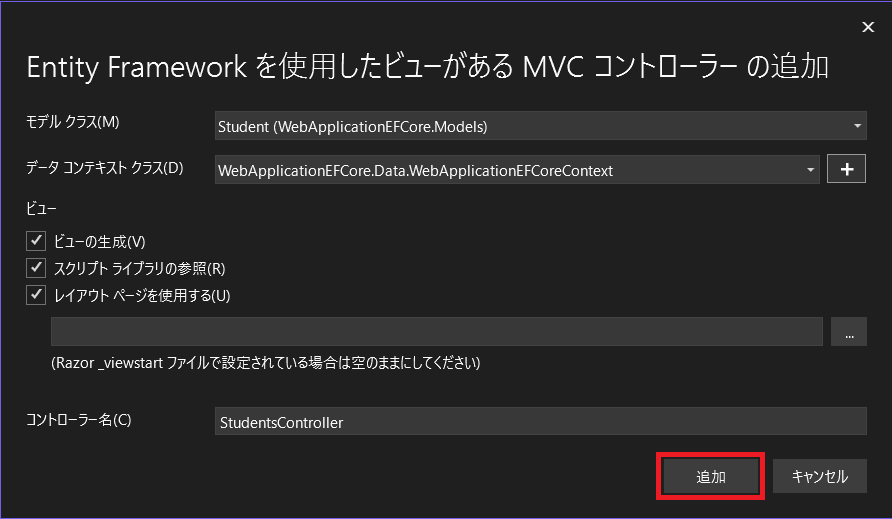 Entity Framework を使用したビューがある MVC コントローラー の追加
モデル クラス(M)
Student (WebApplicationEFCore.Models)
データ コンテキスト クラス(D)
WebApplicationEFCore.Data.WebApplicationEFCoreContext
ビュー
ビューの生成(V)
スクリプト ライブラリの参照(R)
レイアウト ページを使用する(U)
...
(Razor _viewstart ファイルで設定されている場合は空のままにしてください)
コントローラー名(C)
StudentsController
追加
キャンセル